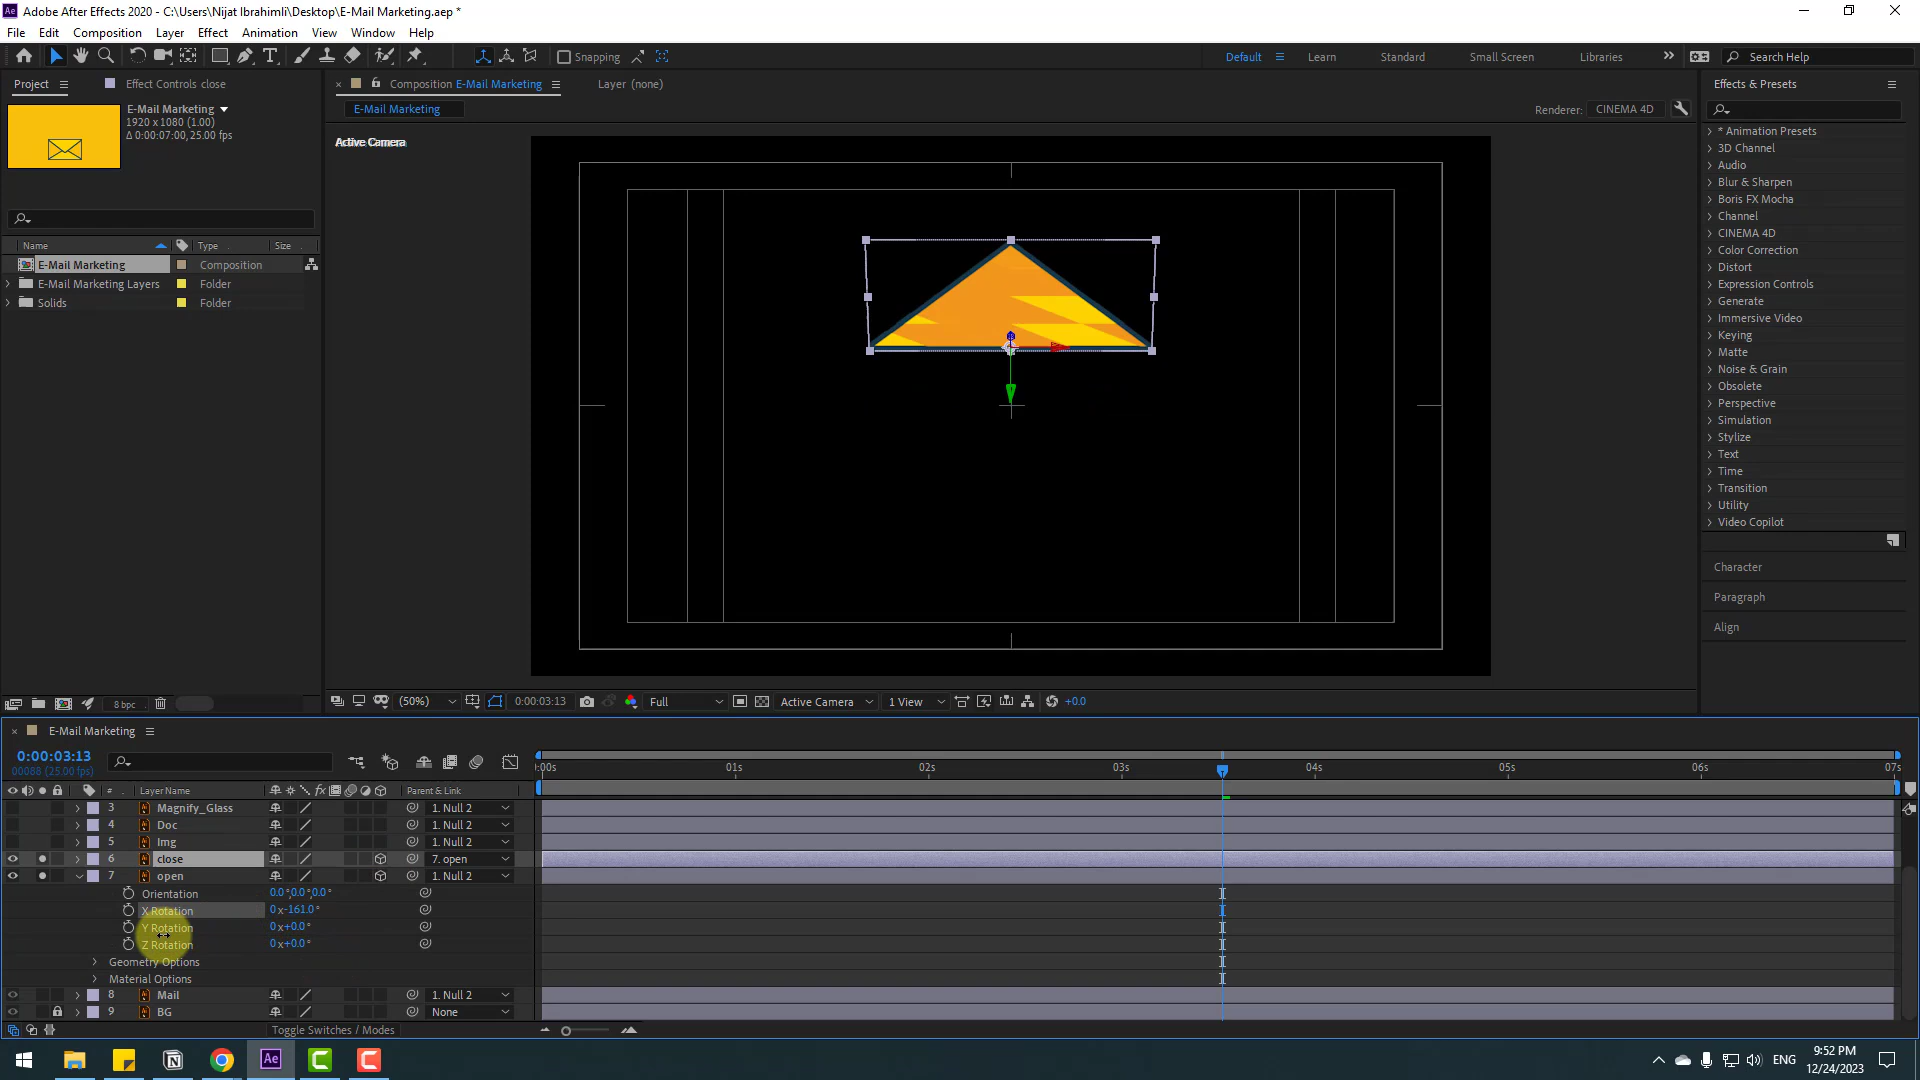 Adobe After Effects 2020 - C:\Users\Nijat Ibrahimli\Desktop\E-Mail Marketing.aep *
File Edit Composition Layer Effect Animation View Window Help
Snapping
Default Learn Standard Small Screen Libraries
Search Help
Project
Effect Controls close
E-Mail Marketing
1920 x 1080 (1.00)
Δ 0:00:07:00, 25.00 fps
Name Type Size
E-Mail Marketing Composition
E-Mail Marketing Layers Folder
Solids Folder
8 bpc
Composition E-Mail Marketing
Layer (none)
E-Mail Marketing
Renderer: CINEMA 4D
Active Camera
(50%) 0:00:03:13 Full Active Camera 1 View +0.0
Effects & Presets
* Animation Presets
3D Channel
Audio
Blur & Sharpen
Boris FX Mocha
Channel
CINEMA 4D
Color Correction
Distort
Expression Controls
Generate
Immersive Video
Keying
Matte
Noise & Grain
Obsolete
Perspective
Simulation
Stylize
Text
Time
Transition
Utility
Video Copilot
Character
Paragraph
Align
E-Mail Marketing
0:00:03:13
00088 (25.00 fps)
# Layer Name fx Parent & Link
:00s 01s 02s 03s 04s 05s 06s 07s
3 Magnify_Glass 1. Null 2
4 Doc 1. Null 2
5 Img 1. Null 2
6 close 7. open
7 open 1. Null 2
Orientation 0.0°,0.0°,0.0°
X Rotation 0x-161.0°
Y Rotation 0x+0.0°
Z Rotation 0x+0.0°
Geometry Options
Material Options
8 Mail 1. Null 2
9 BG None
Toggle Switches / Modes
Ae
ENG
9:52 PM
12/24/2023